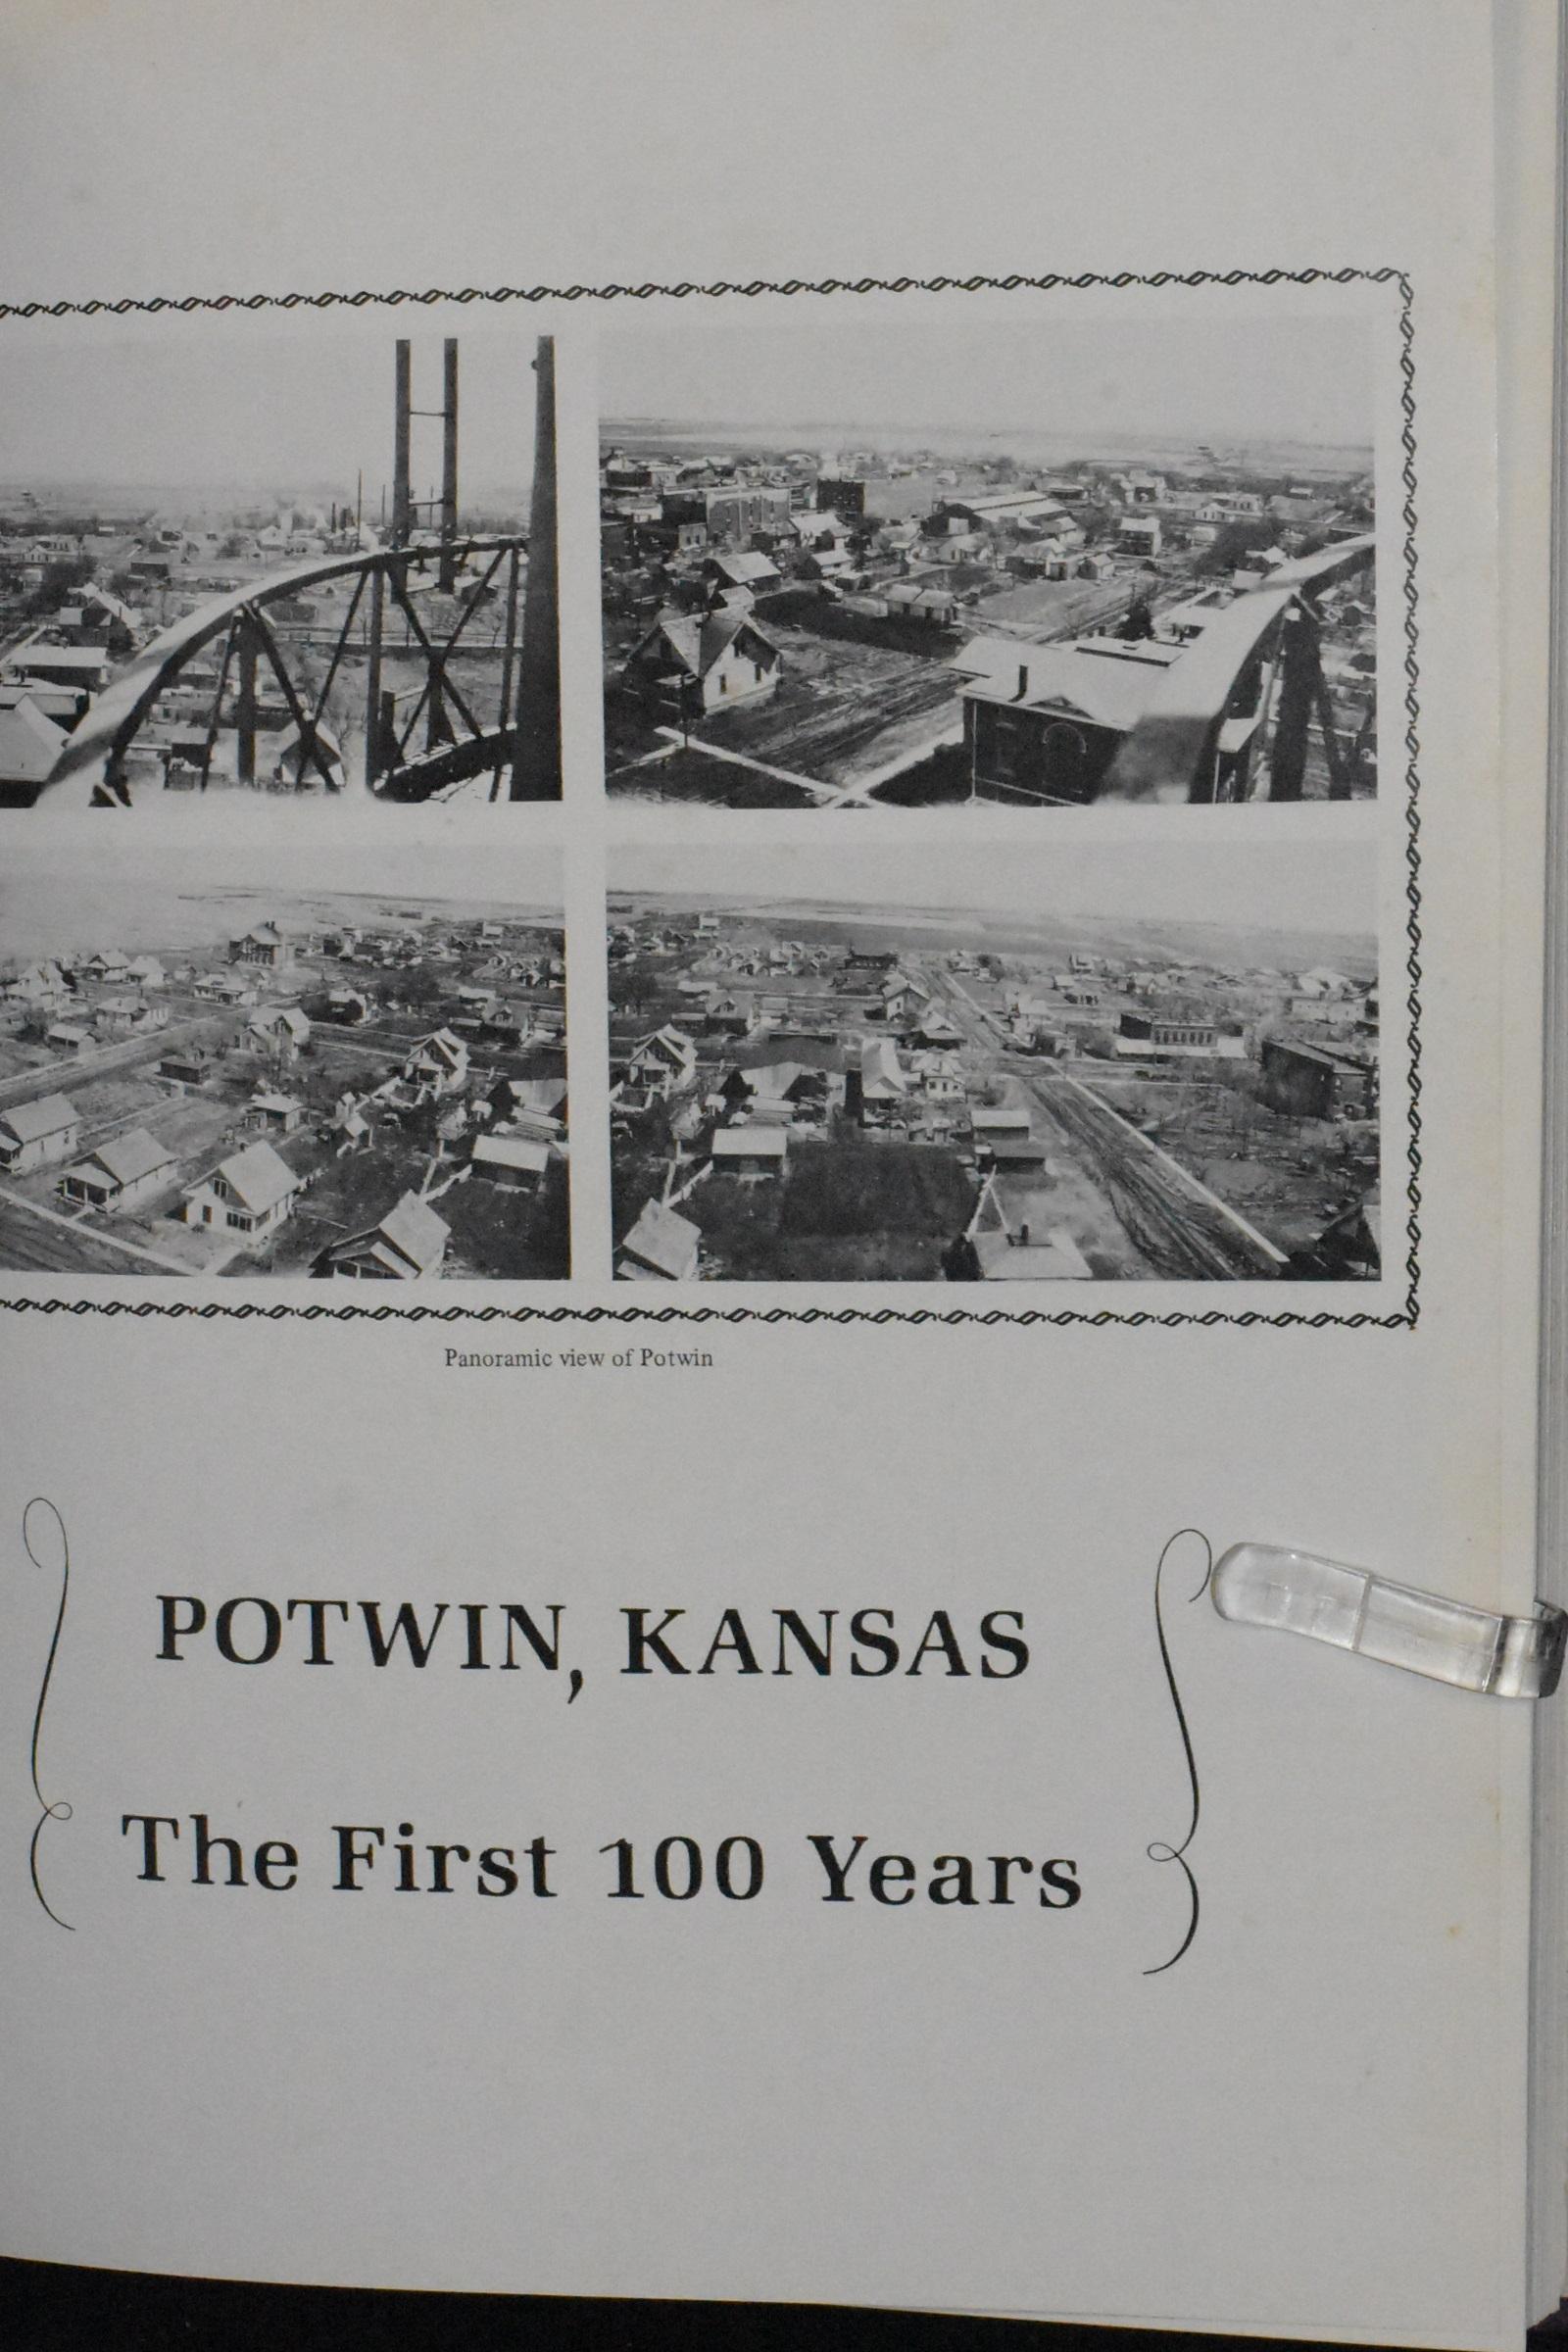 Panoramic view of Potwin
POTWIN, KANSAS
The First 100 Years